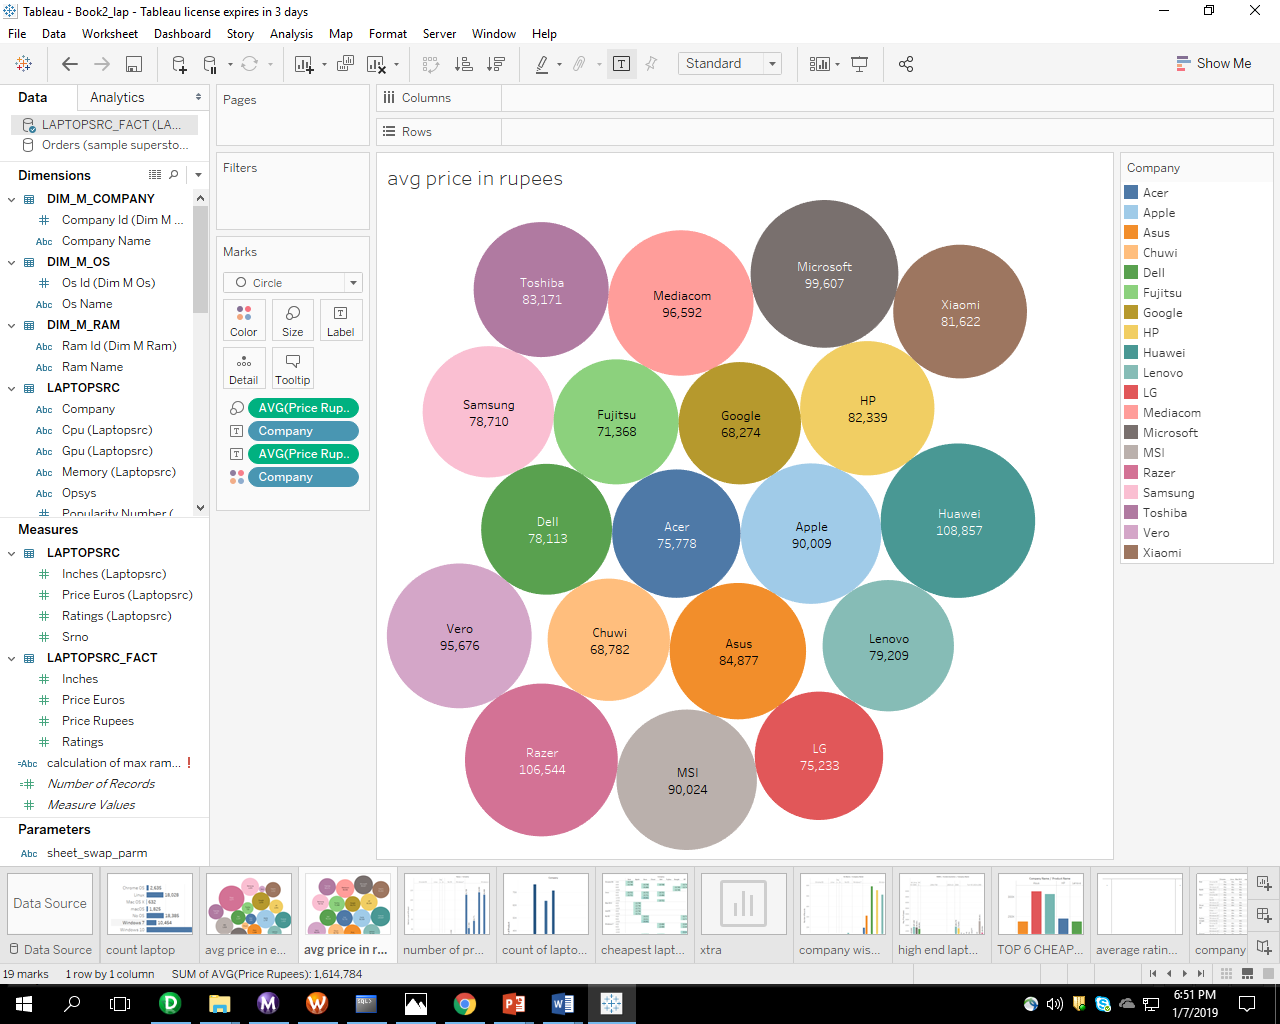 Tableau - Book2_lap - Tableau license expires in 3 days
File Data Worksheet Dashboard Story Analysis Map Format Server Window Help
Standard
Show Me
Data Analytics
LAPTOPSRC_FACT (LA...
Orders (sample supersto...
Dimensions
DIM_M_COMPANY
Company Id (Dim M ...
Abc Company Name
DIM_M_OS
Os Id (Dim M Os)
Abc Os Name
DIM_M_RAM
Abc Ram Id (Dim M Ram)
Abc Ram Name
LAPTOPSRC
Abc Company
Abc Cpu (Laptopsrc)
Abc Gpu (Laptopsrc)
Abc Memory (Laptopsrc)
Abc Opsys
Abc Popularity Number (
Measures
LAPTOPSRC
Inches (Laptopsrc)
Price Euros (Laptopsrc)
Ratings (Laptopsrc)
Srno
LAPTOPSRC_FACT
Inches
Price Euros
Price Rupees
Ratings
=Abc calculation of max ram... !
Number of Records
Measure Values
Parameters
Abc sheet_swap_parm
Pages
Filters
Marks
Circle
Color Size Label
Detail Tooltip
AVG(Price Rup..
Company
AVG(Price Rup..
Company
Columns
Rows
avg price in rupees
Toshiba
83,171
Mediacom
96,592
Microsoft
99,607
Xiaomi
81,622
Samsung
78,710
Fujitsu
71,368
Google
68,274
HP
82,339
Dell
78,113
Acer
75,778
Apple
90,009
Huawei
108,857
Vero
95,676
Chuwi
68,782
Asus
84,877
Lenovo
79,209
Razer
106,544
MSI
90,024
LG
75,233
Company
Acer
Apple
Asus
Chuwi
Dell
Fujitsu
Google
HP
Huawei
Lenovo
LG
Mediacom
Microsoft
MSI
Razer
Samsung
Toshiba
Vero
Xiaomi
Data Source
Data Source count laptop avg price in e... avg price in r... number of pr... count of lapto... cheapest lapt... xtra company wis... high end lapt... TOP 6 CHEAP... average ratin... company
19 marks 1 row by 1 column SUM of AVG(Price Rupees): 1,614,784
6:51 PM
1/7/2019